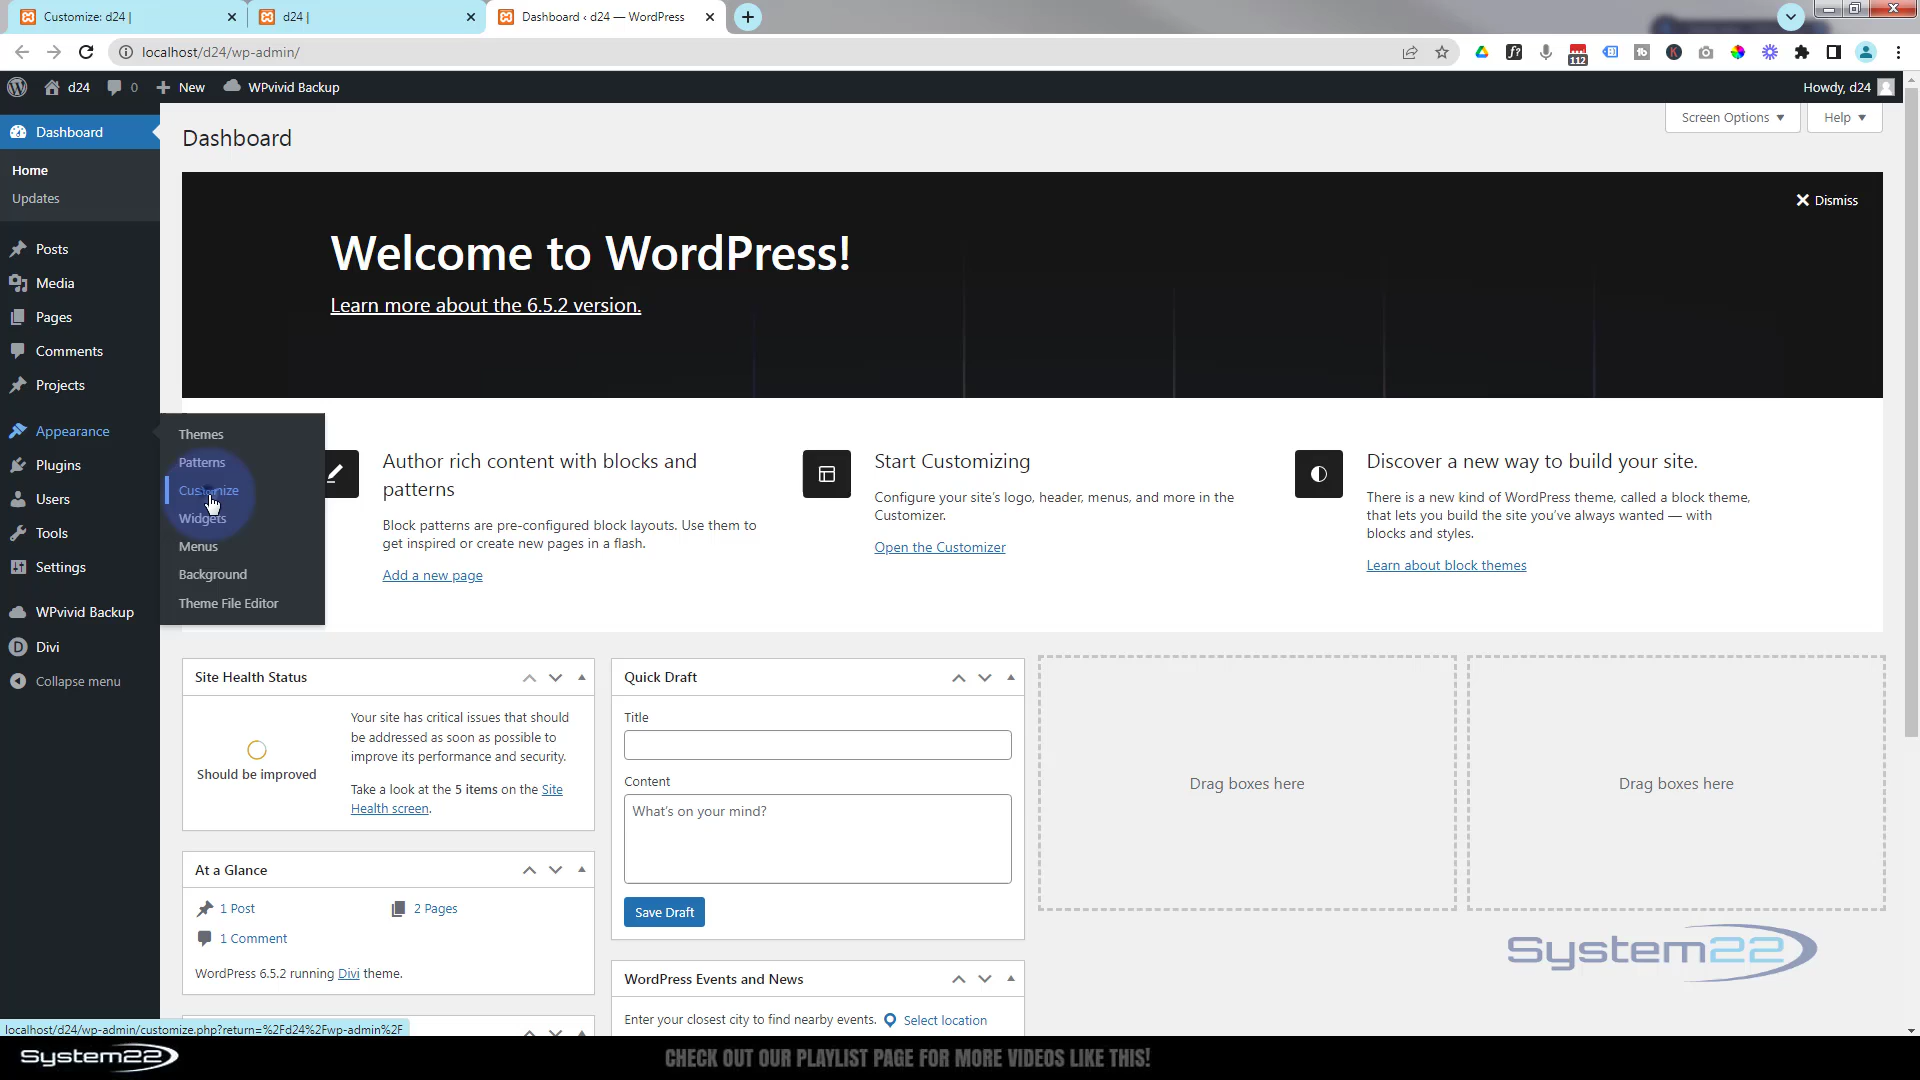 Customize: d24 |
d24 |
Dashboard ‹ d24 — WordPress
localhost/d24/wp-admin/
112
d24
0
New
WPvivid Backup
Howdy, d24
Dashboard
Home
Updates
Posts
Media
Pages
Comments
Projects
Appearance
Plugins
Users
Tools
Settings
WPvivid Backup
Divi
Collapse menu
Themes
Patterns
Customize
Widgets
Menus
Background
Theme File Editor
Dashboard
Screen Options
Help
Dismiss
Welcome to WordPress!
Learn more about the 6.5.2 version.
Author rich content with blocks and
patterns
Block patterns are pre-configured block layouts. Use them to
get inspired or create new pages in a flash.
Add a new page
Start Customizing
Configure your site’s logo, header, menus, and more in the
Customizer.
Open the Customizer
Discover a new way to build your site.
There is a new kind of WordPress theme, called a block theme,
that lets you build the site you’ve always wanted — with
blocks and styles.
Learn about block themes
Site Health Status
Should be improved
Your site has critical issues that should
be addressed as soon as possible to
improve its performance and security.
Take a look at the 5 items on the Site
Health screen.
At a Glance
1 Post
2 Pages
1 Comment
WordPress 6.5.2 running Divi theme.
Quick Draft
Title
Content
What’s on your mind?
Save Draft
WordPress Events and News
Enter your closest city to find nearby events.
Select location
Drag boxes here
Drag boxes here
System22
localhost/d24/wp-admin/customize.php?return=%2Fd24%2Fwp-admin%2F
System22
CHECK OUT OUR PLAYLIST PAGE FOR MORE VIDEOS LIKE THIS!